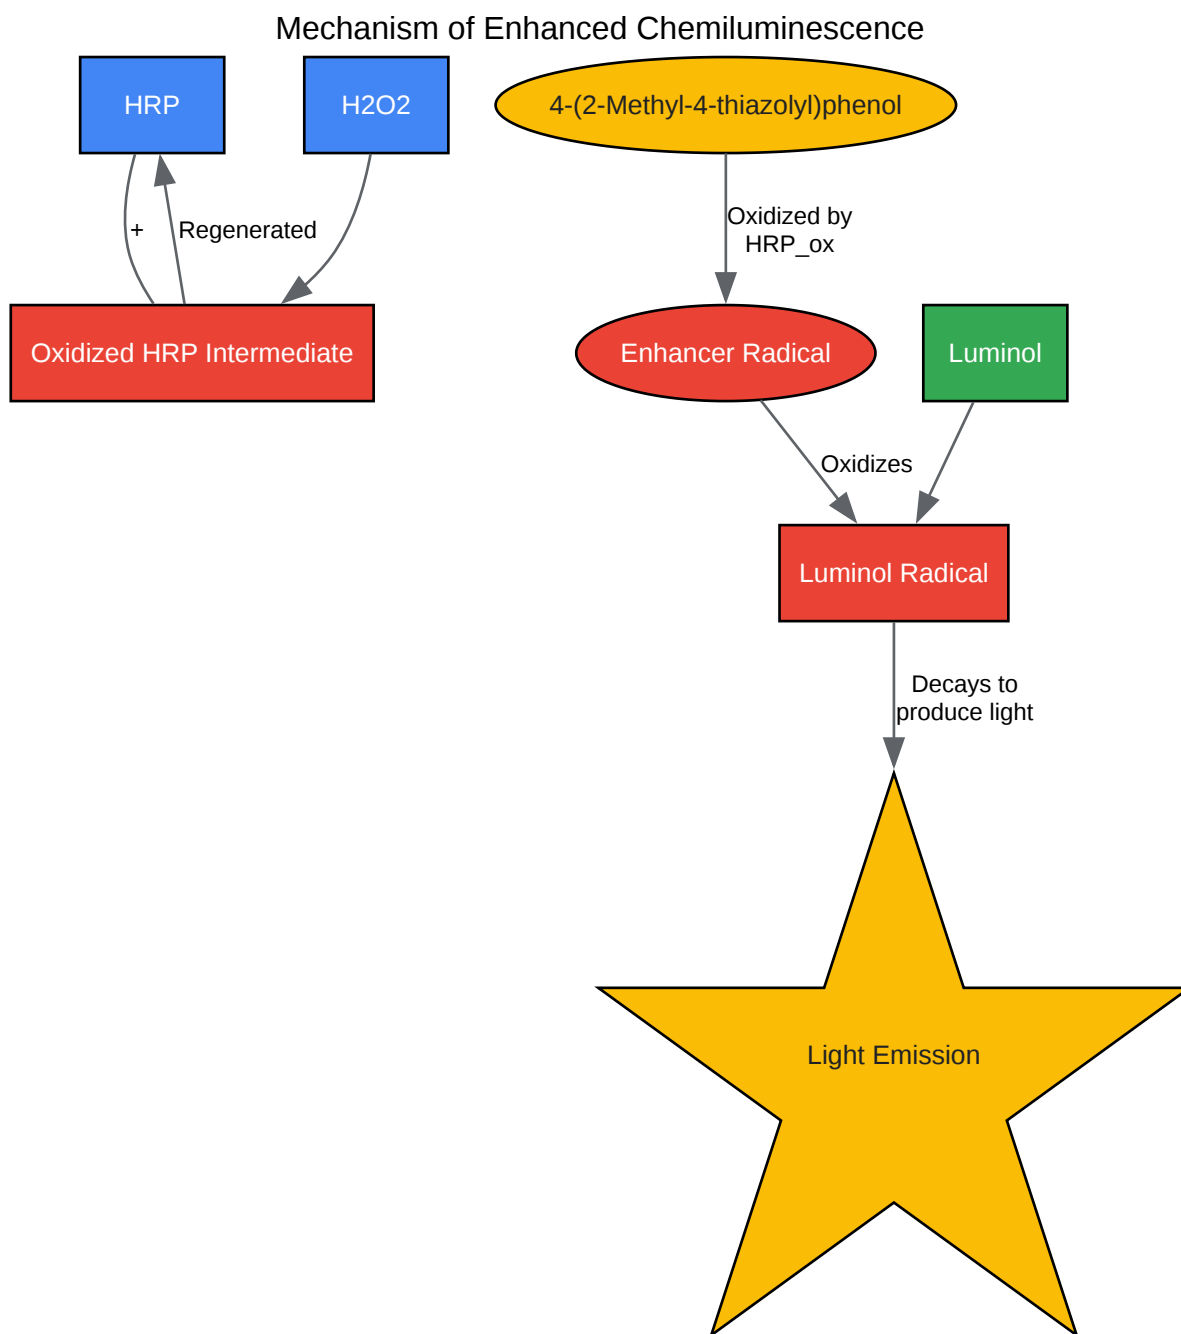 Mechanism of Enhanced Chemiluminescence
HRP
H2O2
4-(2-Methyl-4-thiazolyl)phenol
+
Regenerated
Oxidized by
HRP_ox
Oxidized HRP Intermediate
Enhancer Radical
Luminol
Oxidizes
Luminol Radical
Decays to
produce light
Light Emission